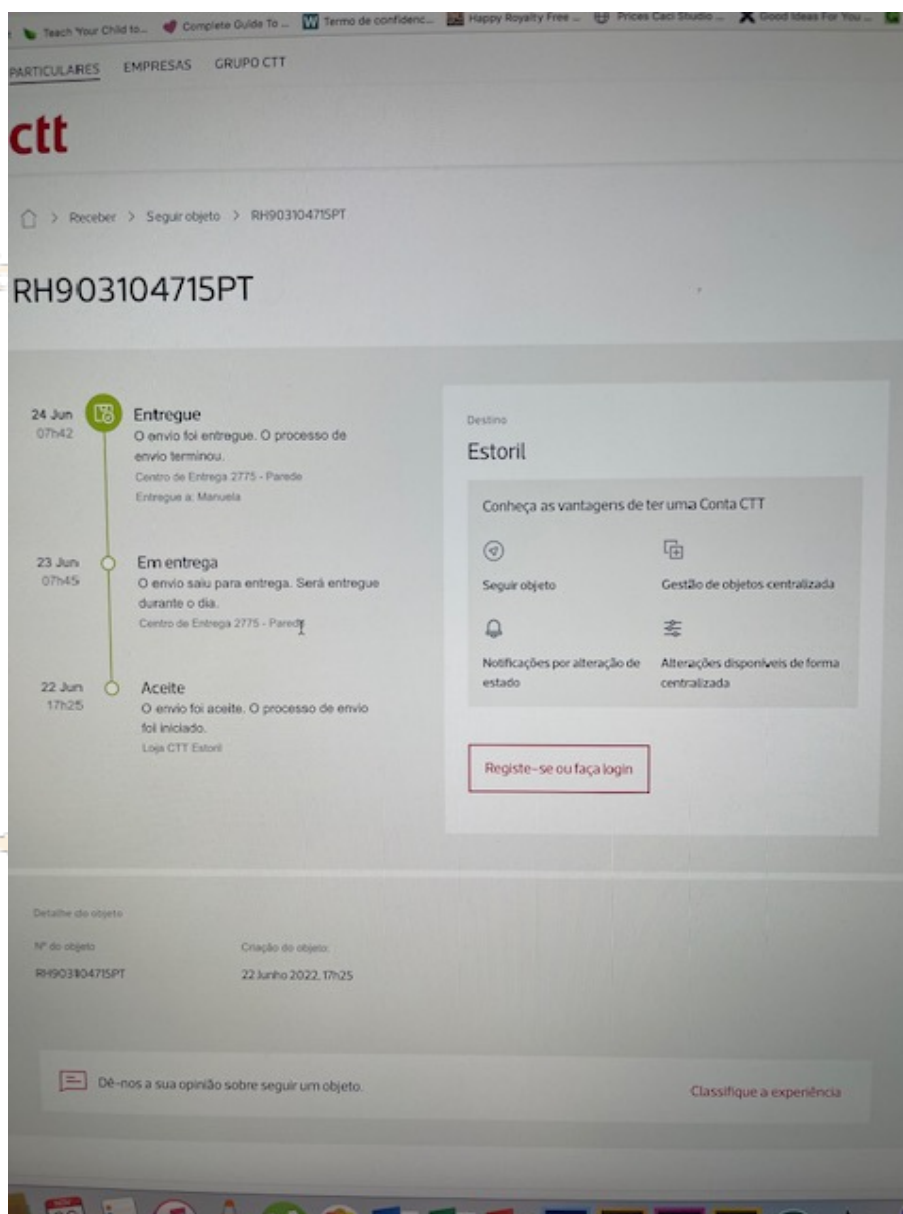 Teach Your Child to...
Complete Guide To ...
W Termo de confidenc...
Happy Royalty Free ...
Prices Caci Studio ...
Good Ideas For You ...
PARTICULARES EMPRESAS GRUPO CTT
ctt
> Receber > Seguir objeto > RH903104715PT
RH903104715PT
24 Jun
07h42
Entregue
O envio foi entregue. O processo de
envio terminou.
Centro de Entrega 2775 - Parede
Entregue a: Manuela
23 Jun
07h45
Em entrega
O envio saiu para entrega. Será entregue
durante o dia.
Centro de Entrega 2775 - Parede
22 Jun
17h25
Aceite
O envio foi aceite. O processo de envio
foi iniciado.
Loja CTT Estoril
Destino
Estoril
Conheça as vantagens de ter uma Conta CTT
Seguir objeto
Gestão de objetos centralizada
Notificações por alteração de
estado
Alterações disponíveis de forma
centralizada
Registe-se ou faça login
Detalhe do objeto
Nº do objeto
RH903104715PT
Criação do objeto:
22 Junho 2022, 17h25
Dê-nos a sua opinião sobre seguir um objeto.
Classifique a experiência
NOV